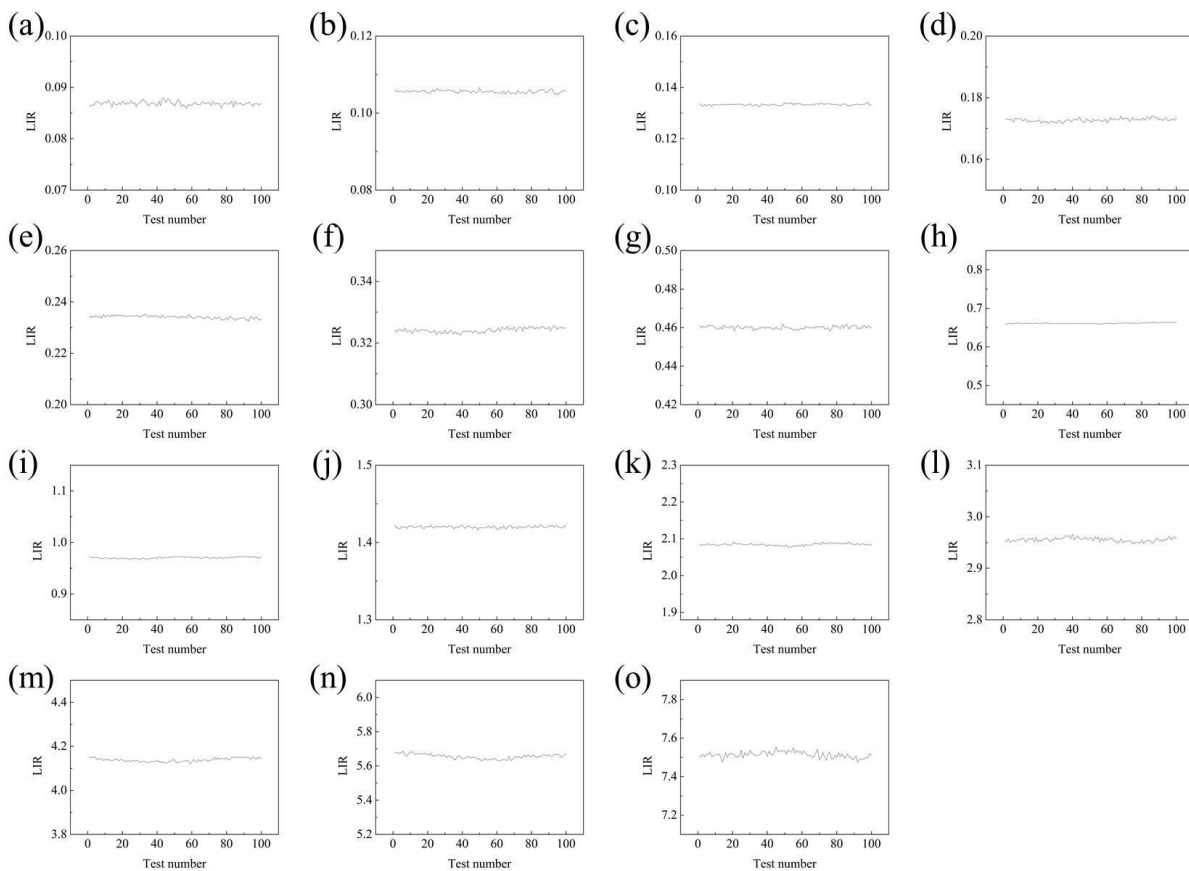 (a)
0.10
0.09
0.08
0.07
LIR
0 20 40 60 80 100
Test number
(b)
0.12
0.10
0.08
LIR
0 20 40 60 80 100
Test number
(c)
0.16
0.14
0.12
0.10
LIR
0 20 40 60 80 100
Test number
(d)
0.20
0.18
0.16
LIR
0 20 40 60 80 100
Test number
(e)
0.26
0.24
0.22
0.20
LIR
0 20 40 60 80 100
Test number
(f)
0.34
0.32
0.30
LIR
0 20 40 60 80 100
Test number
(g)
0.50
0.48
0.46
0.44
0.42
LIR
0 20 40 60 80 100
Test number
(h)
0.8
0.7
0.6
0.5
LIR
0 20 40 60 80 100
Test number
(i)
1.1
1.0
0.9
LIR
0 20 40 60 80 100
Test number
(j)
1.5
1.4
1.3
LIR
0 20 40 60 80 100
Test number
(k)
2.3
2.2
2.1
2.0
1.9
LIR
0 20 40 60 80 100
Test number
(l)
3.1
3.0
2.9
2.8
LIR
0 20 40 60 80 100
Test number
(m)
4.4
4.2
4.0
3.8
LIR
0 20 40 60 80 100
Test number
(n)
6.0
5.8
5.6
5.4
5.2
LIR
0 20 40 60 80 100
Test number
(o)
7.8
7.6
7.4
7.2
LIR
0 20 40 60 80 100
Test number